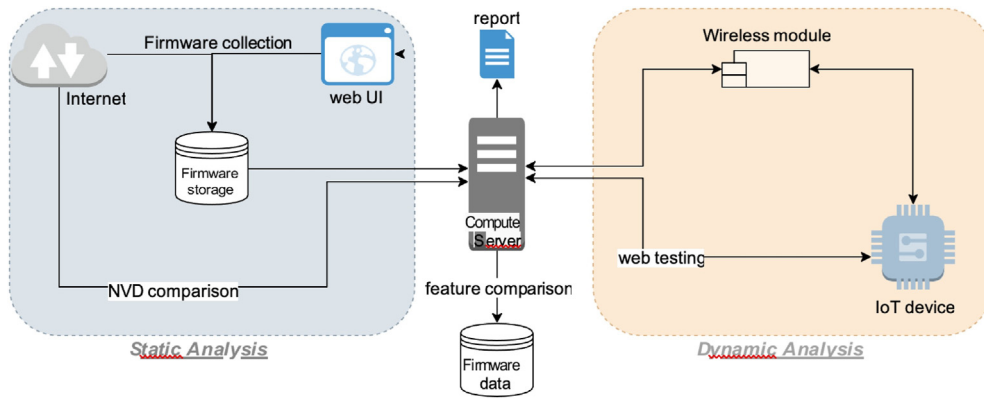 report
Firmware collection
Wireless module
Internet
web UI
Firmware
storage
Compute
Server
web testing
NVD comparison
feature comparison
IoT device
Static Analysis
Dynamic Analysis
Firmware
data